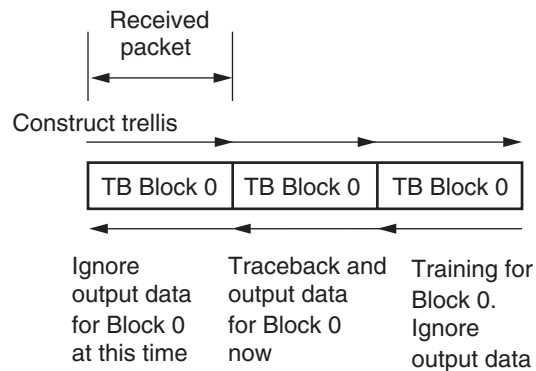 Received
packet
Construct trellis
TB Block 0 TB Block 0 TB Block 0
Ignore
output data
for Block 0
at this time
Traceback and
output data
for Block 0
now
Training for
Block 0.
Ignore
output data